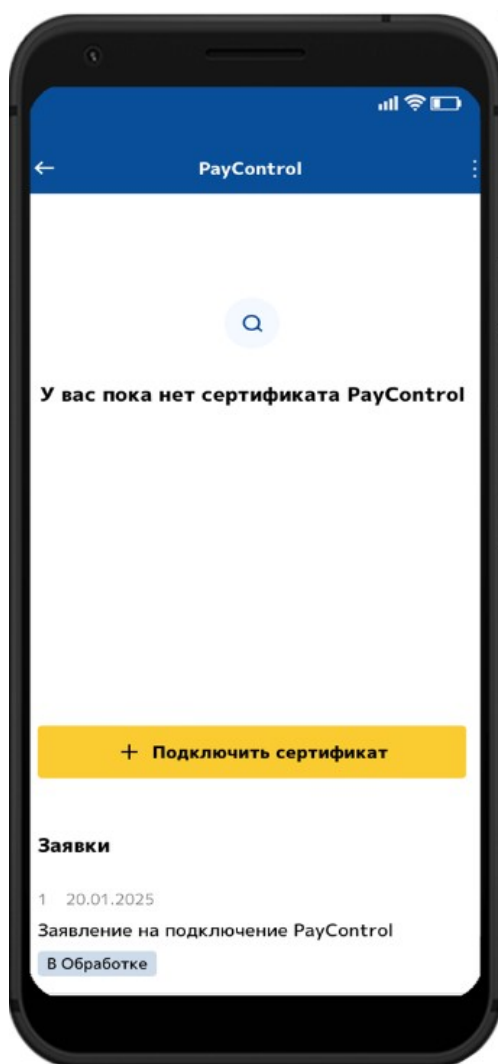 PayControl
У вас пока нет сертификата PayControl
+ Подключить сертификат
Заявки
1 20.01.2025
Заявление на подключение PayControl
В Обработке